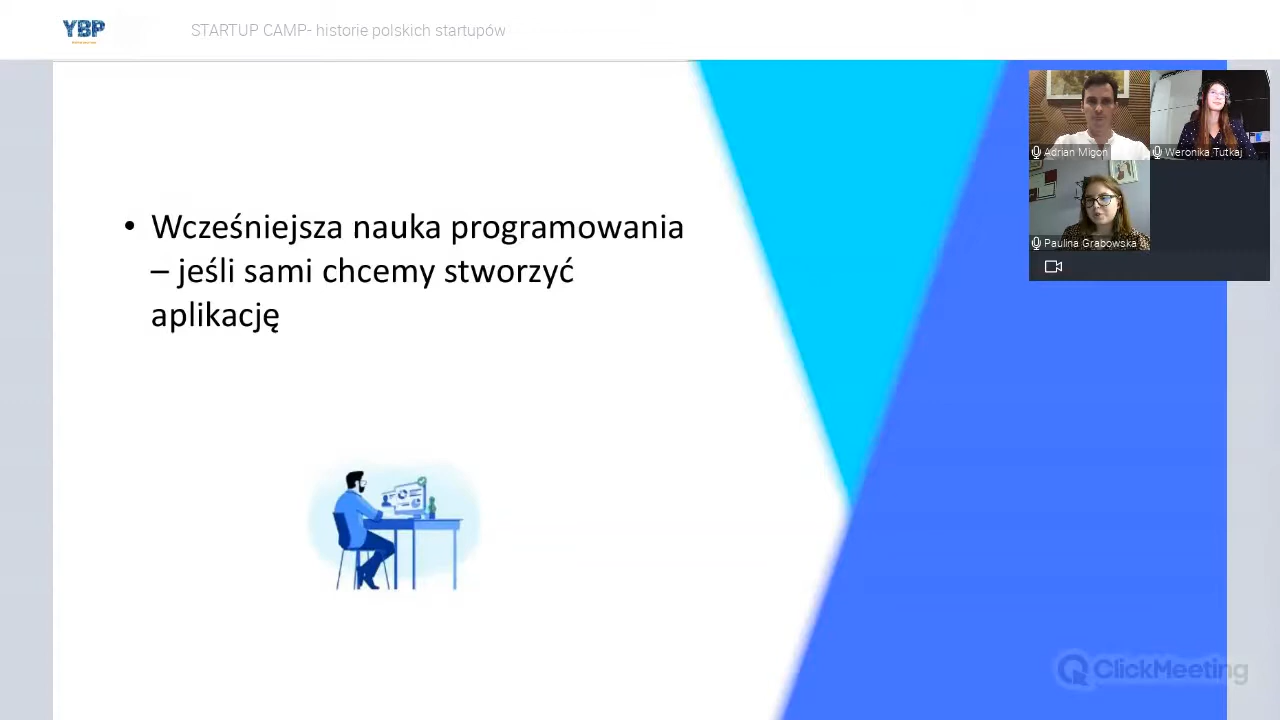 YBP
STARTUP CAMP- historie polskich startupów
Adrian Migoń
Weronika Tutkaj
Paulina Grabowska
• Wcześniejsza nauka programowania
– jeśli sami chcemy stworzyć
aplikację
ClickMeeting